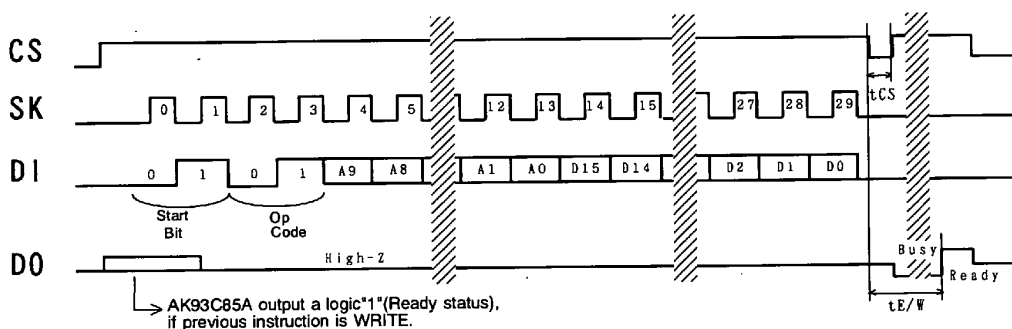 CS
tCS
SK 0 1 2 3 4 5 12 13 14 15 27 28 29
DI 0 1 0 1 A9 A8 A1 A0 D15 D14 D2 D1 D0
Start
Bit
Op
Code
DO High-Z Busy
Ready
tE/W
AK93C85A output a logic"1"(Ready status),
if previous instruction is WRITE.